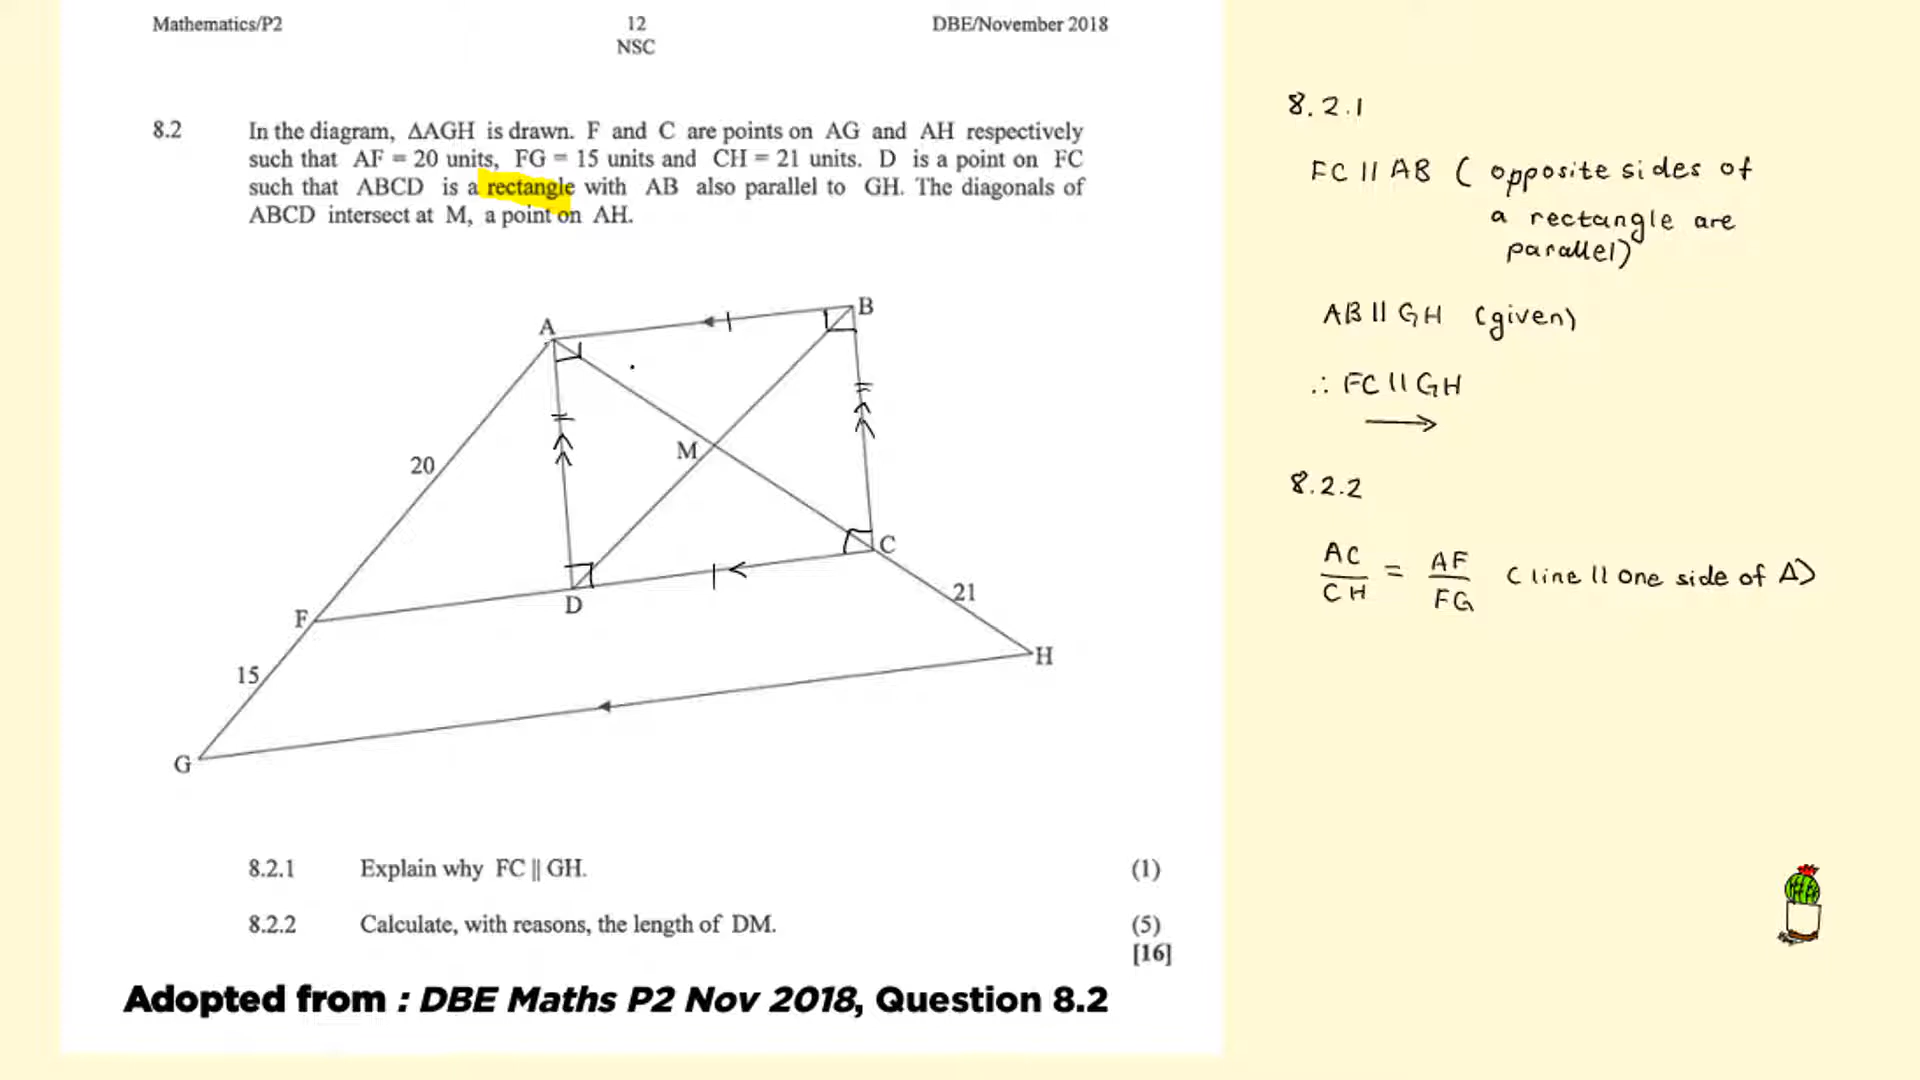 Mathematics/P2
12
NSC
DBE/November 2018
8.2 In the diagram, ΔAGH is drawn. F and C are points on AG and AH respectively
such that AF = 20 units, FG = 15 units and CH = 21 units. D is a point on FC
such that ABCD is a rectangle with AB also parallel to GH. The diagonals of
ABCD intersect at M, a point on AH.
A
B
20
M
C
21
F
D
15
H
G
8.2.1 Explain why FC || GH. (1)
8.2.2 Calculate, with reasons, the length of DM. (5)
[16]
Adopted from : DBE Maths P2 Nov 2018, Question 8.2
8.2.1
FC || AB ( opposite sides of
a rectangle are
parallel)
AB || GH (given)
∴ FC || GH
8.2.2
AC/CH = AF/FG ( line || one side of Δ)